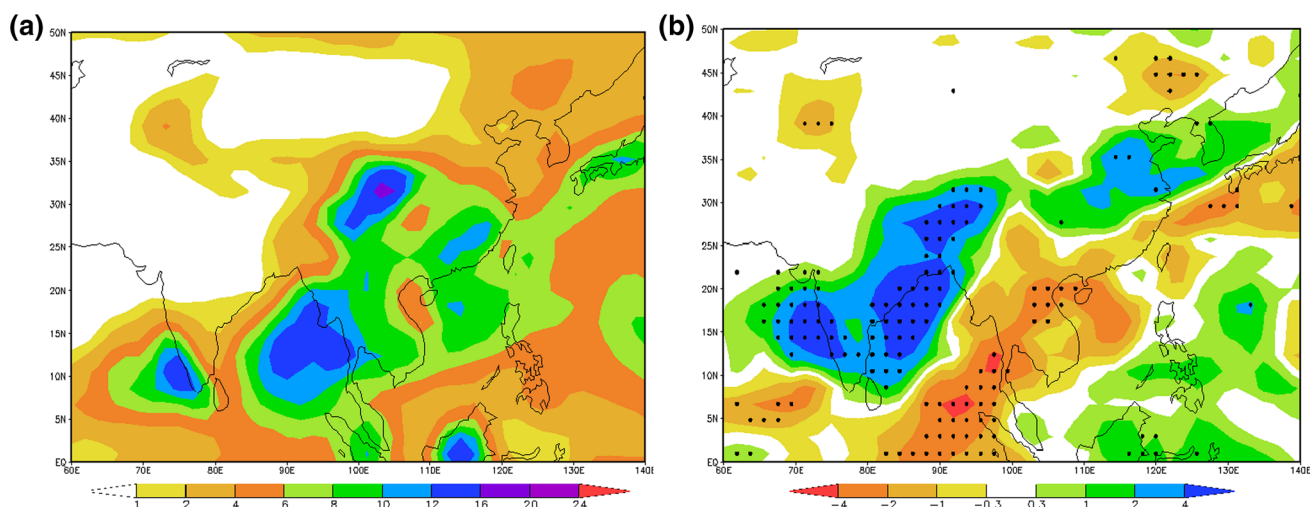 (a)
50N
45N
40N
35N
30N
25N
20N
15N
10N
5N
EQ
60E 70E 80E 90E 100E 110E 120E 130E 140E
1 2 4 6 8 10 12 16 20 24
(b)
50N
45N
40N
35N
30N
25N
20N
15N
10N
5N
EQ
60E 70E 80E 90E 100E 110E 120E 130E 140E
-4 -2 -1 -0.3 0.3 1 2 4